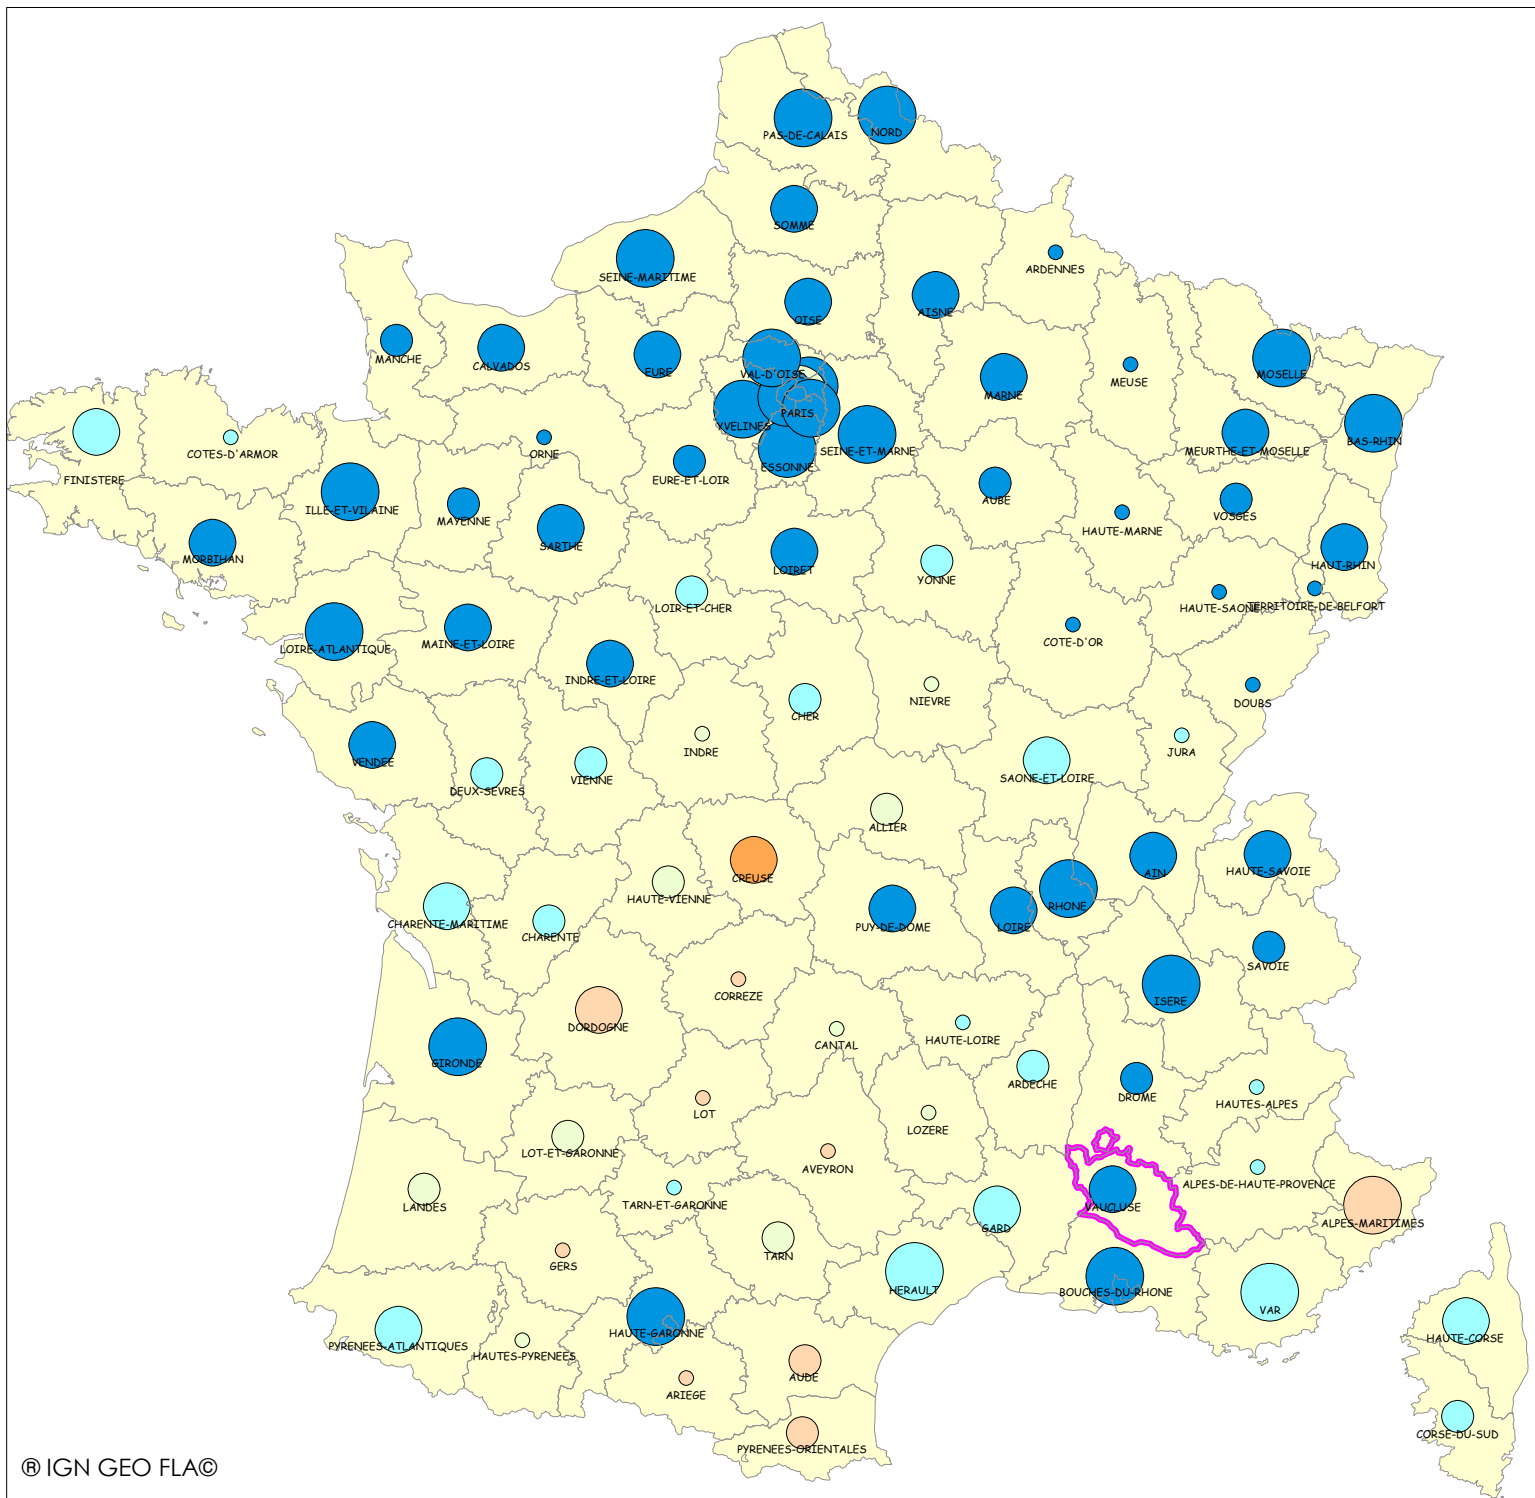 PAS-DE-CALAIS
NORD
SOMME
SEINE-MARITIME
ARDENNES
OISE
AISNE
MANCHE
CALVADOS
EURE
VAL-D'OISE
MEUSE
MOSELLE
MARNE
PARIS
YVELINES
BAS-RHIN
SEINE-ET-MARNE
MEURTHE-ET-MOSELLE
COTES-D'ARMOR
ORNE
ESSONNE
FINISTERE
EURE-ET-LOIR
AUBE
ILLE-ET-VILAINE
VOSGES
MAYENNE
HAUTE-MARNE
SARTHE
MORBIHAN
HAUT-RHIN
LOIRET
YONNE
LOIR-ET-CHER
HAUTE-SAONE
TERRITOIRE-DE-BELFORT
COTE-D'OR
MAINE-ET-LOIRE
LOIRE-ATLANTIQUE
INDRE-ET-LOIRE
NIEVRE
DOUBS
CHER
INDRE
JURA
VENDEE
VIENNE
SAONE-ET-LOIRE
DEUX-SEVRES
ALLIER
HAUTE-SAVOIE
AIN
CREUSE
HAUTE-VIENNE
RHONE
CHARENTE-MARITIME
PUY-DE-DOME
LOIRE
CHARENTE
SAVOIE
CORREZE
ISERE
DORDOGNE
HAUTE-LOIRE
CANTAL
GIRONDE
ARDECHE
DROME
HAUTES-ALPES
LOT
LOZERE
LOT-ET-GARONNE
AVEYRON
ALPES-DE-HAUTE-PROVENCE
TARN-ET-GARONNE
VAUCLUSE
LANDES
ALPES-MARITIMES
GARD
TARN
GERS
HERAULT
BOUCHES-DU-RHONE
VAR
HAUTE-GARONNE
HAUTE-CORSE
PYRENEES-ATLANTIQUES
HAUTES-PYRENEES
AUDE
ARIEGE
CORSE-DU-SUD
PYRENEES-ORIENTALES
® IGN GEO FLA©